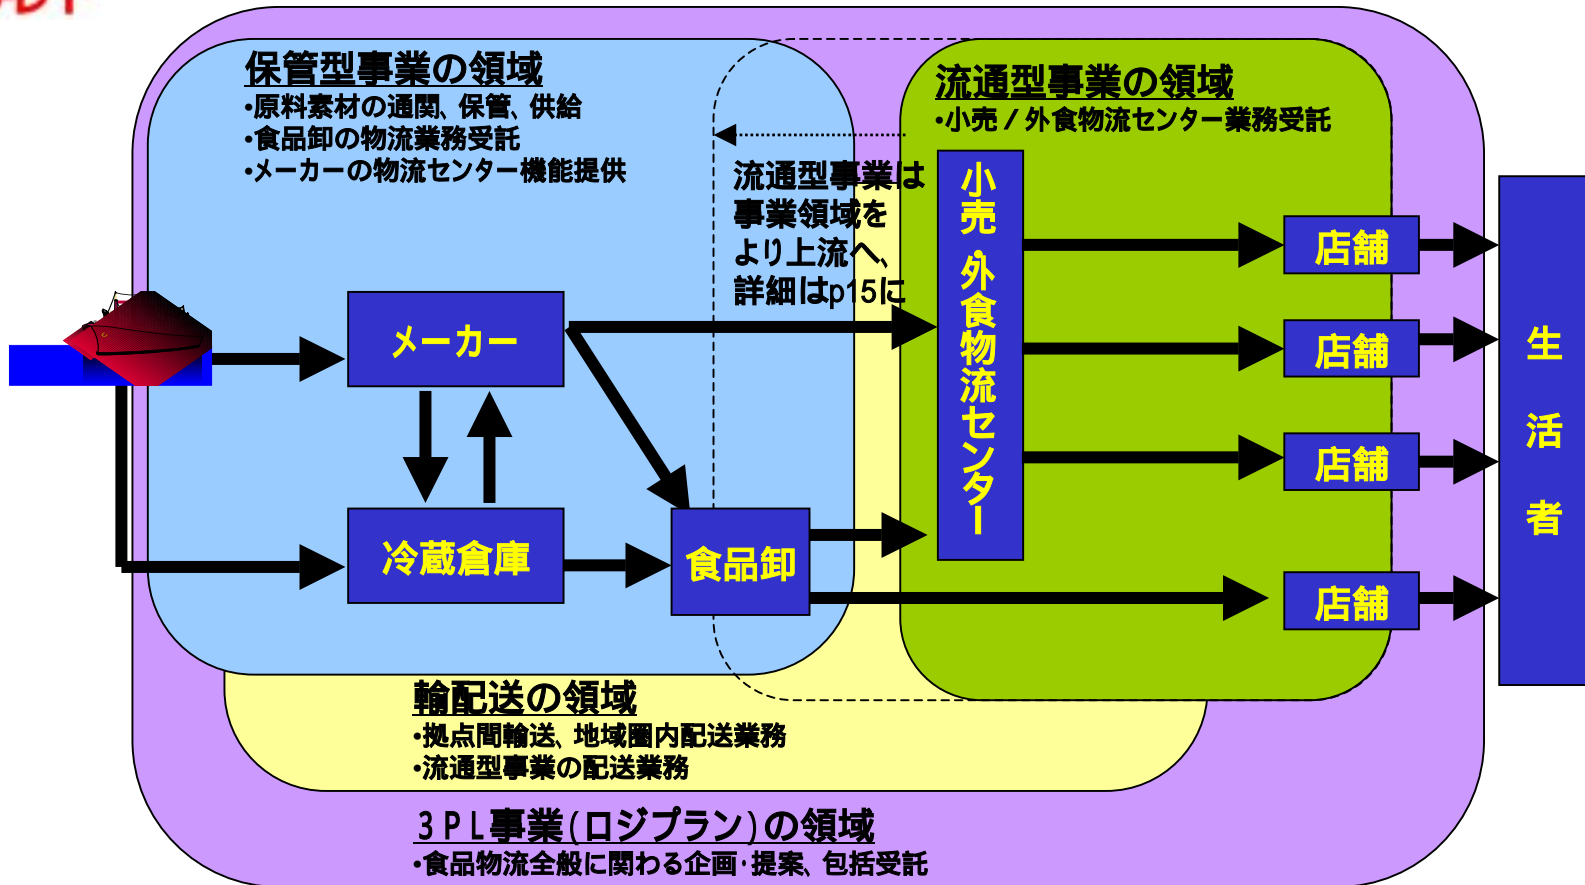 保管型事業の領域
・原料素材の通関、保管、供給
・食品卸の物流業務受託
・メーカーの物流センター機能提供
流通型事業の領域
・小売／外食物流センター業務受託
流通型事業は
事業領域を
より上流へ、
詳細はp15に
メーカー
冷蔵倉庫
食品卸
小売・外食物流センター
店舗
店舗
店舗
店舗
生活者
輸配送の領域
・拠点間輸送、地域圏内配送業務
・流通型事業の配送業務
３ＰＬ事業(ロジプラン)の領域
・食品物流全般に関わる企画・提案、包括受託